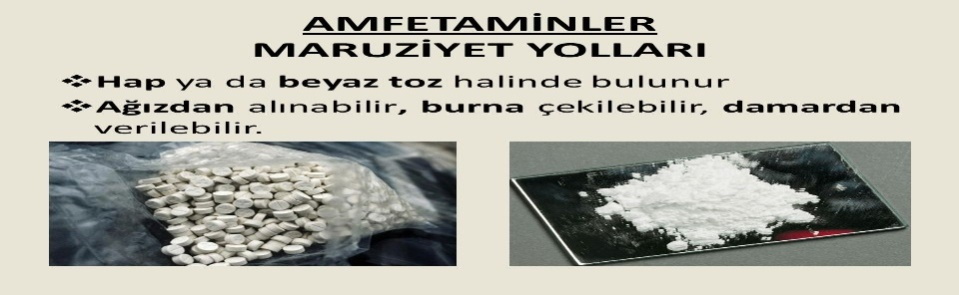 AMFETAMİNLER
MARUZİYET YOLLARI
❖Hap ya da beyaz toz halinde bulunur
❖Ağızdan alınabilir, burna çekilebilir, damardan
verilebilir.